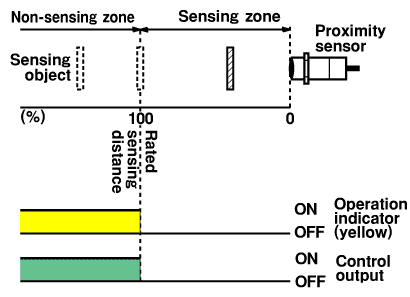 Non-sensing zone
Sensing zone
Proximity
sensor
Sensing
object
(%)
100
0
Rated
sensing
distance
ON
OFF
Operation
indicator
(yellow)
ON
OFF
Control
output